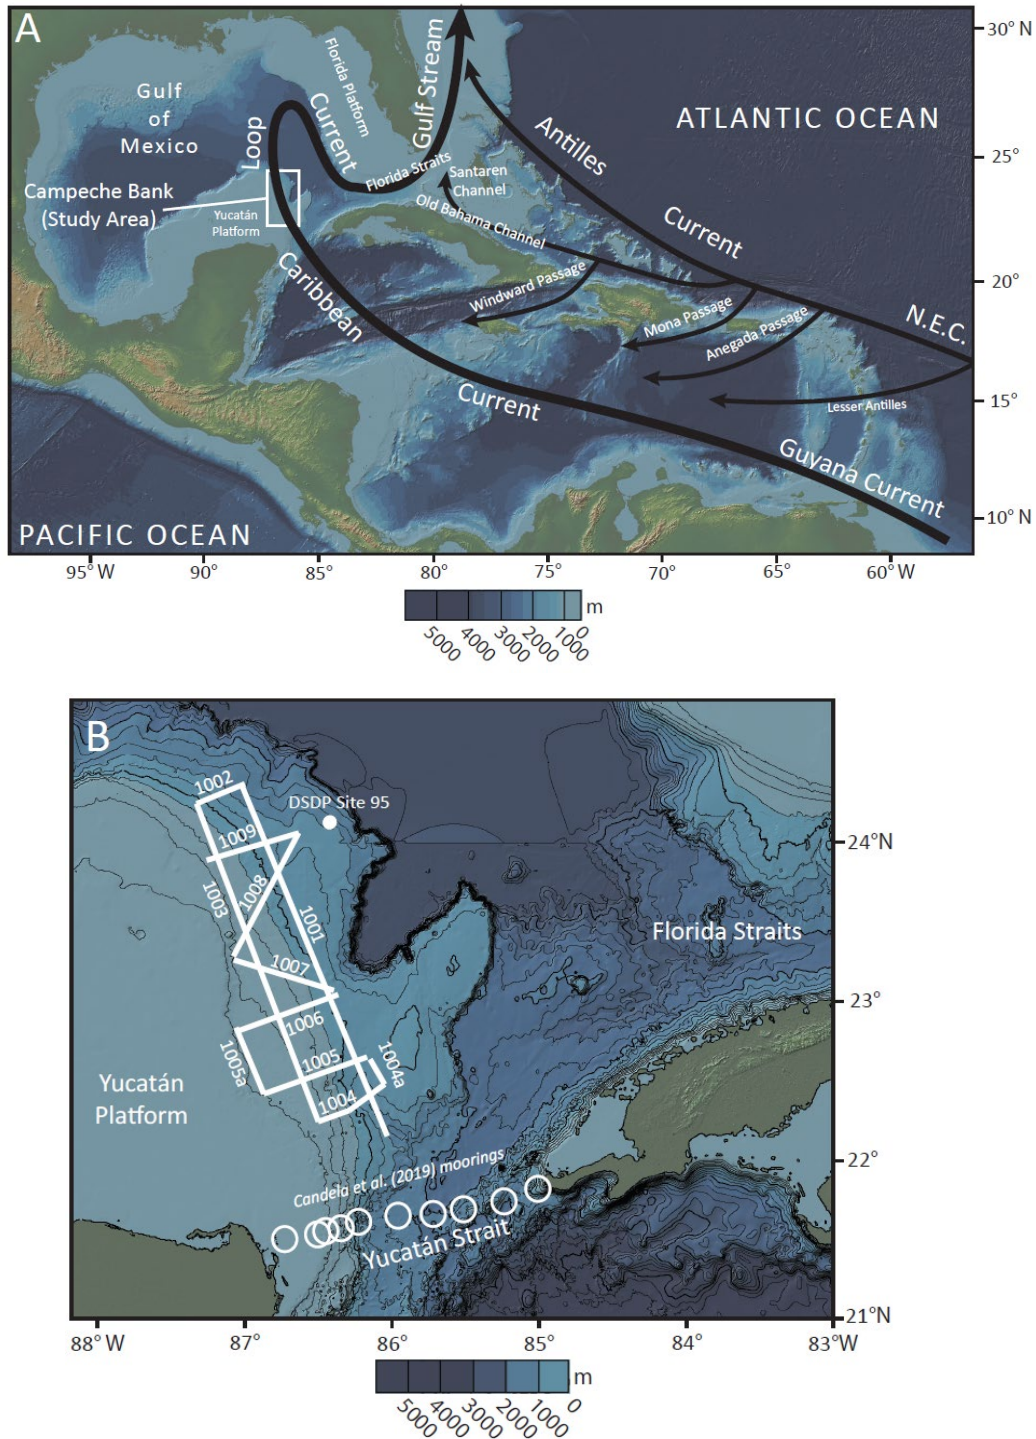 A
30° N
25°
20°
15°
10°
Gulf
of
Mexico
Florida Platform
Gulf Stream
Loop
Current
Florida Straits
Santaren
Channel
Antilles
Current
ATLANTIC OCEAN
Campeche Bank
(Study Area)
Yucatán
Platform
Old Bahama Channel
Caribbean
Current
Windward Passage
Mona Passage
Anegada Passage
N.E.C.
Lesser Antilles
Guyana Current
PACIFIC OCEAN
95° W
90°
85°
80°
75°
70°
65°
60° W
m
5000
4000
3000
2000
1000
0
B
1002
DSDP Site 95
1009
1003
1008
1001
1007
1006
1005
1005a
1004
1004a
Florida Straits
Yucatán
Platform
Candela et al. (2019) moorings
Yucatán Strait
24°N
23°
22°
21°N
88° W
87°
86°
85°
84°
83°W
m
5000
4000
3000
2000
1000
0